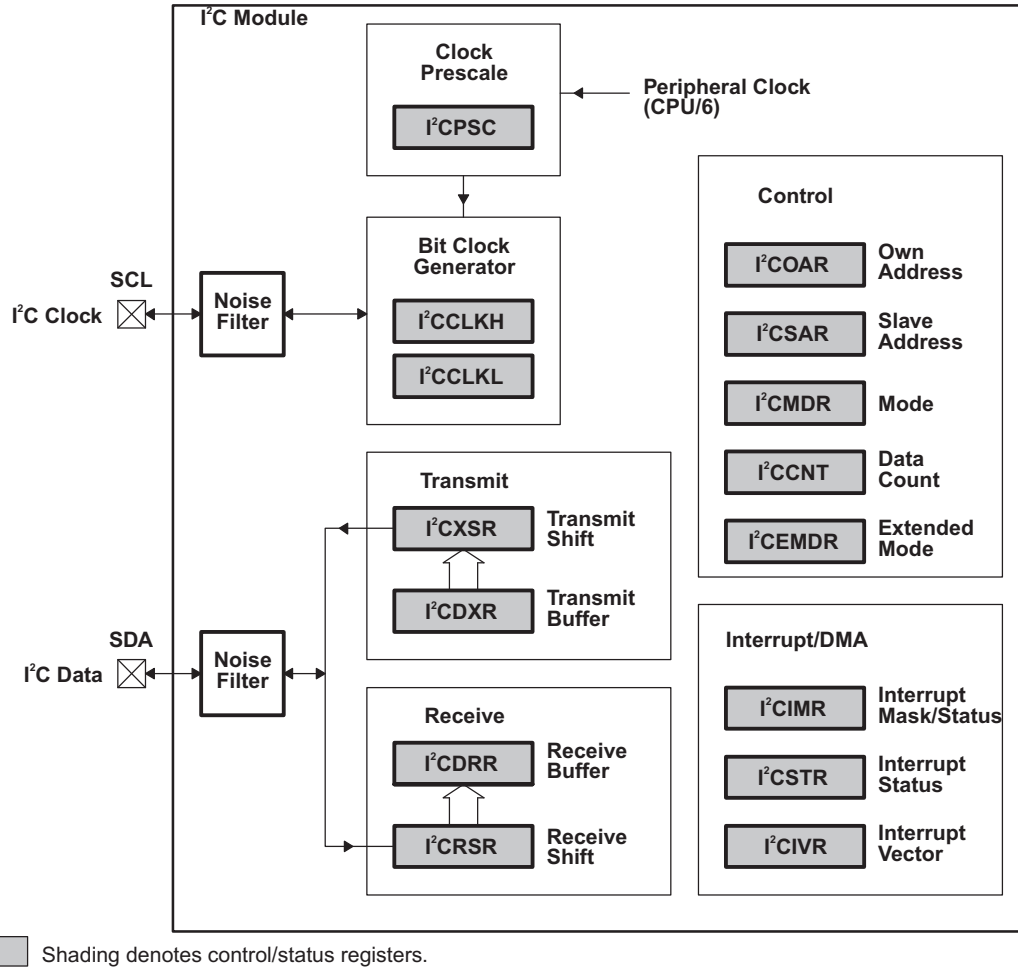 I²C Module
Clock
Prescale
I²CPSC
Peripheral Clock
(CPU/6)
Bit Clock
Generator
I²CCLKH
I²CCLKL
SCL
I²C Clock
Noise
Filter
Control
I²COAR
Own
Address
I²CSAR
Slave
Address
I²CMDR
Mode
I²CCNT
Data
Count
I²CEMDR
Extended
Mode
Transmit
I²CXSR
Transmit
Shift
I²CDXR
Transmit
Buffer
SDA
I²C Data
Noise
Filter
Receive
I²CDRR
Receive
Buffer
I²CRSR
Receive
Shift
Interrupt/DMA
I²CIMR
Interrupt
Mask/Status
I²CSTR
Interrupt
Status
I²CIVR
Interrupt
Vector
Shading denotes control/status registers.